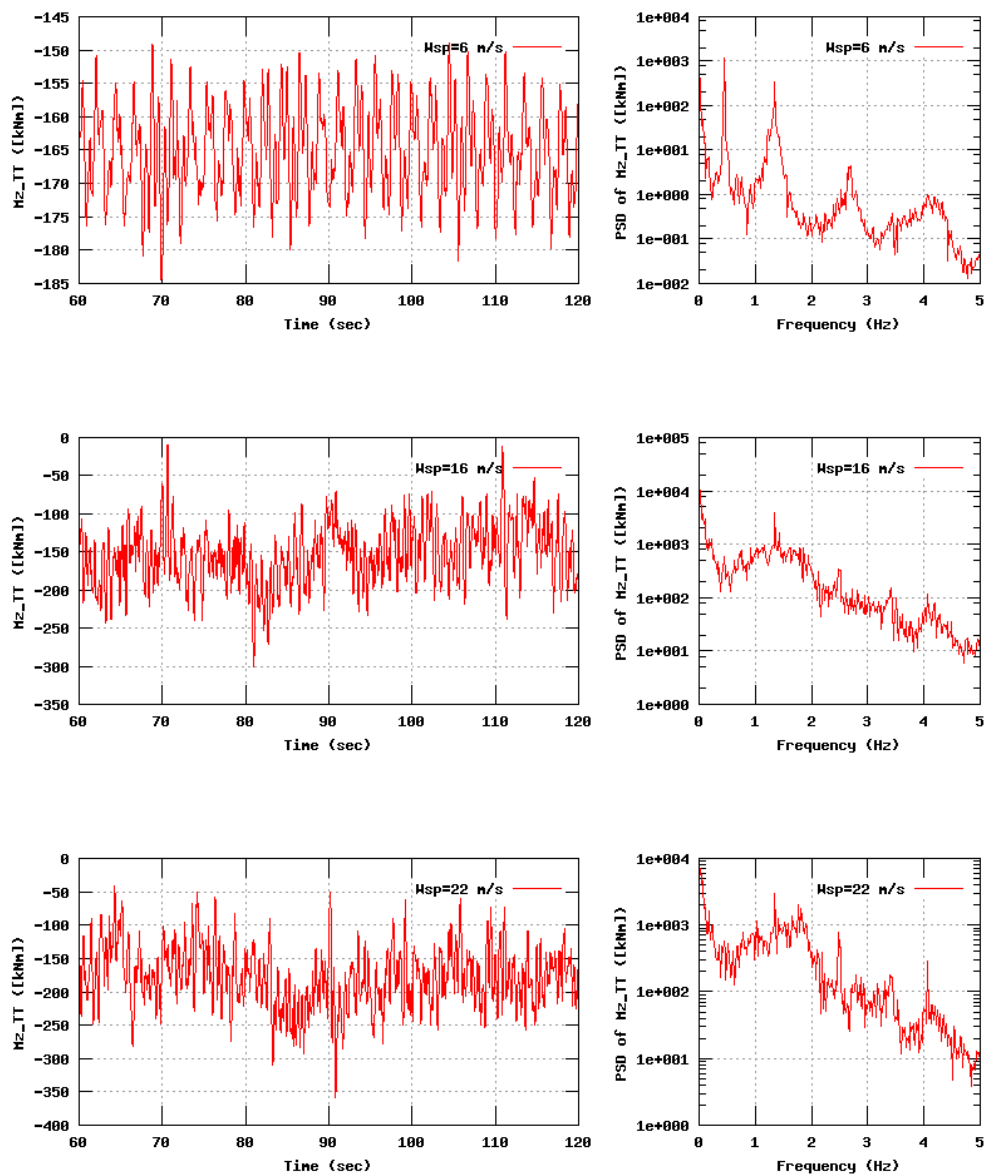 -145
-150
-155
-160
-165
-170
-175
-180
-185
Mz_TT ([kNm])
Wsp=6 m/s
60 70 80 90 100 110 120
Time (sec)
1e+004
1e+003
1e+002
1e+001
1e+000
1e-001
1e-002
PSD of Mz_TT ([kNm])
Wsp=6 m/s
0 1 2 3 4 5
Frequency (Hz)
0
-50
-100
-150
-200
-250
-300
-350
Mz_TT ([kNm])
Wsp=16 m/s
60 70 80 90 100 110 120
Time (sec)
1e+005
1e+004
1e+003
1e+002
1e+001
1e+000
PSD of Mz_TT ([kNm])
Wsp=16 m/s
0 1 2 3 4 5
Frequency (Hz)
0
-50
-100
-150
-200
-250
-300
-350
-400
Mz_TT ([kNm])
Wsp=22 m/s
60 70 80 90 100 110 120
Time (sec)
1e+004
1e+003
1e+002
1e+001
1e+000
PSD of Mz_TT ([kNm])
Wsp=22 m/s
0 1 2 3 4 5
Frequency (Hz)